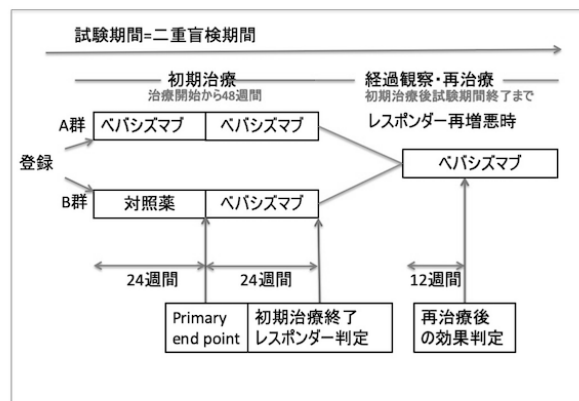 試験期間=二重盲検期間
初期治療
治療開始から48週間
経過観察・再治療
初期治療後試験期間終了まで
A群
ベバシズマブ
ベバシズマブ
レスポンダー再増悪時
登録
ベバシズマブ
B群
対照薬
ベバシズマブ
24週間
24週間
12週間
Primary
end point
初期治療終了
レスポンダー判定
再治療後
の効果判定